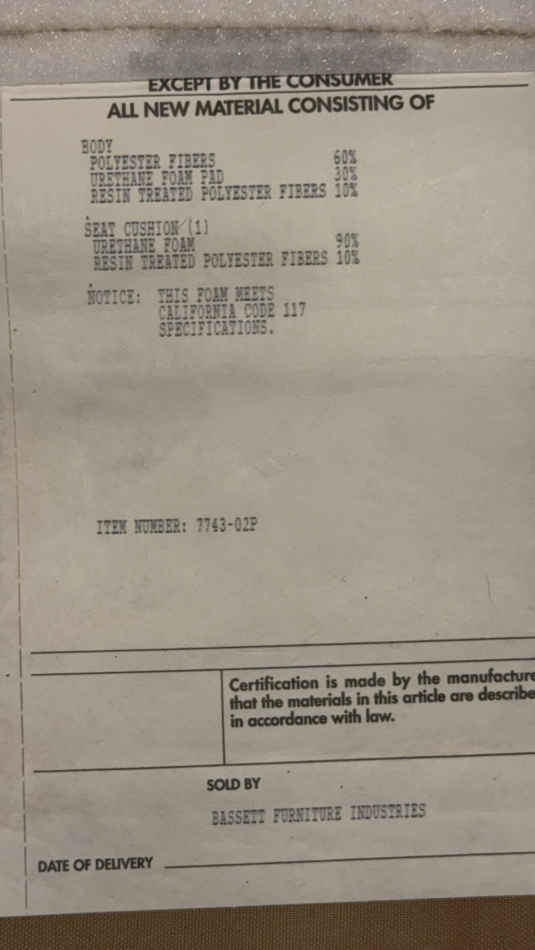 EXCEPT BY THE CONSUMER
ALL NEW MATERIAL CONSISTING OF
BODY
POLYESTER FIBERS 60%
URETHANE FOAM PAD 30%
RESIN TREATED POLYESTER FIBERS 10%
SEAT CUSHION (1)
URETHANE FOAM 90%
RESIN TREATED POLYESTER FIBERS 10%
NOTICE: THIS FOAM MEETS
CALIFORNIA CODE 117
SPECIFICATIONS.
ITEM NUMBER: 7743-02P
Certification is made by the manufacture
that the materials in this article are describe
in accordance with law.
SOLD BY
BASSETT FURNITURE INDUSTRIES
DATE OF DELIVERY